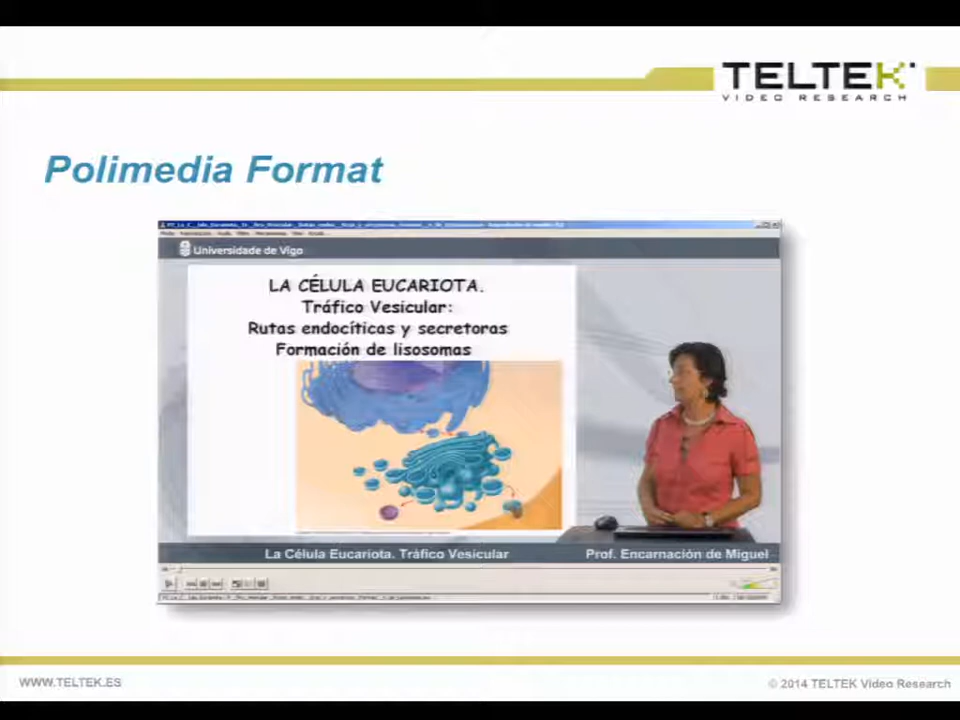 TELTEK
VIDEO RESEARCH
Polimedia Format
Universidade de Vigo
LA CÉLULA EUCARIOTA.
Tráfico Vesicular:
Rutas endocíticas y secretoras
Formación de lisosomas
La Célula Eucariota. Tráfico Vesicular
Prof. Encarnación de Miguel
WWW.TELTEK.ES
© 2014 TELTEK Video Research